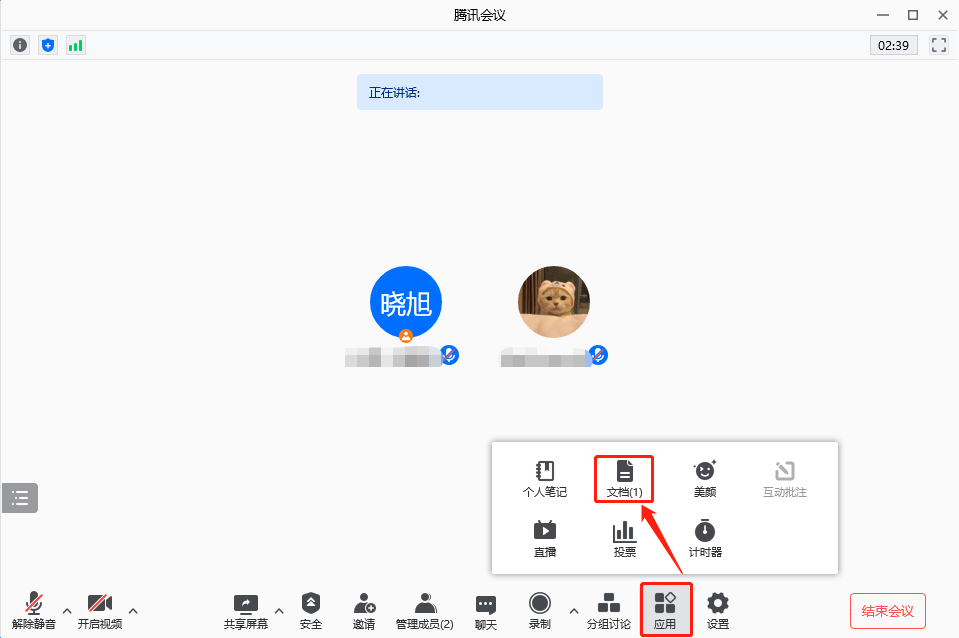 腾讯会议
02:39
正在讲话:
晓旭
个人笔记
文档(1)
美颜
互动批注
直播
投票
计时器
解除静音
开启视频
共享屏幕
安全
邀请
管理成员(2)
聊天
录制
分组讨论
应用
设置
结束会议